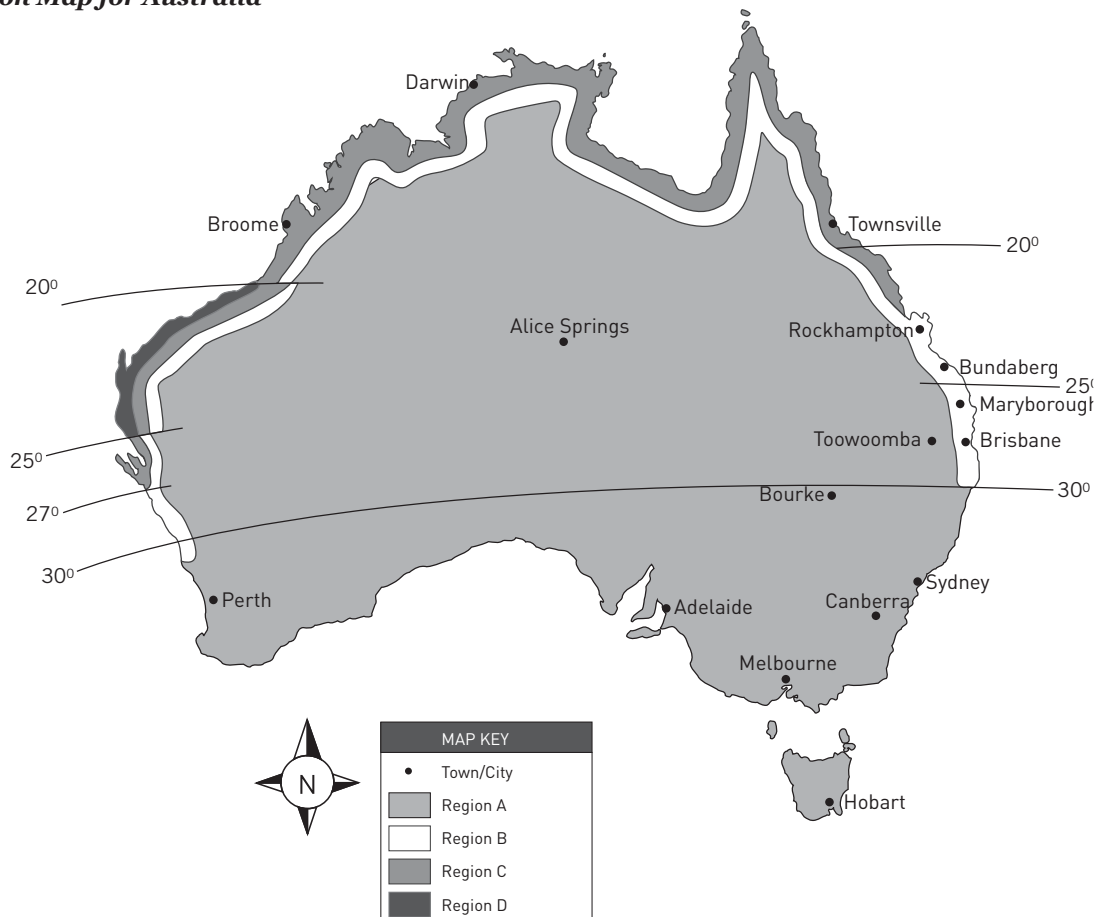 on Map for Australia
Darwin
Broome
Townsville
20⁰
20⁰
Alice Springs
Rockhampton
Bundaberg
25⁰
Maryborough
Toowoomba
Brisbane
25⁰
Bourke
30⁰
27⁰
30⁰
Perth
Sydney
Canberra
Adelaide
Melbourne
Hobart
N
MAP KEY
Town/City
Region A
Region B
Region C
Region D